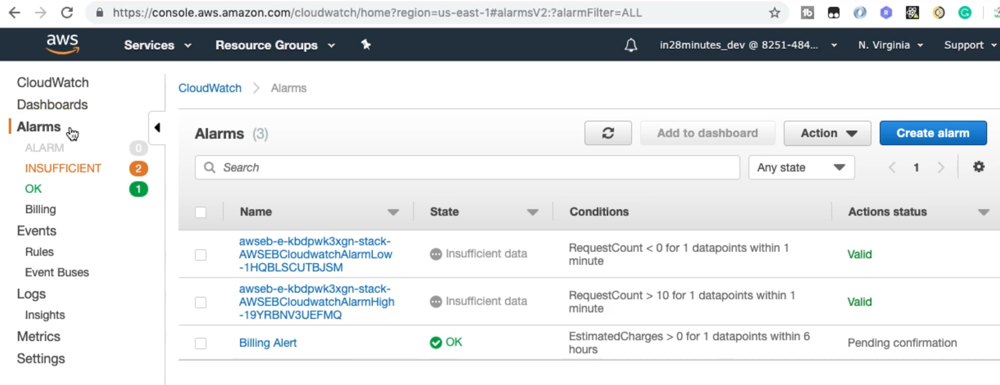 https://console.aws.amazon.com/cloudwatch/home?region=us-east-1#alarmsV2:?alarmFilter=ALL
aws
Services
Resource Groups
in28minutes_dev @ 8251-484...
N. Virginia
Support
CloudWatch
Dashboards
Alarms
ALARM 0
INSUFFICIENT 2
OK 1
Billing
Events
Rules
Event Buses
Logs
Insights
Metrics
Settings
CloudWatch > Alarms
Alarms (3)
Add to dashboard
Action
Create alarm
Search
Any state
1
Name
State
Conditions
Actions status
awseb-e-kbdpwk3xgn-stack-
AWSEBCloudwatchAlarmLow
-1HQBLSCUTBJSM
Insufficient data
RequestCount < 0 for 1 datapoints within 1
minute
Valid
awseb-e-kbdpwk3xgn-stack-
AWSEBCloudwatchAlarmHigh
-19YRBNV3UEFMQ
Insufficient data
RequestCount > 10 for 1 datapoints within 1
minute
Valid
Billing Alert
OK
EstimatedCharges > 0 for 1 datapoints within 6
hours
Pending confirmation